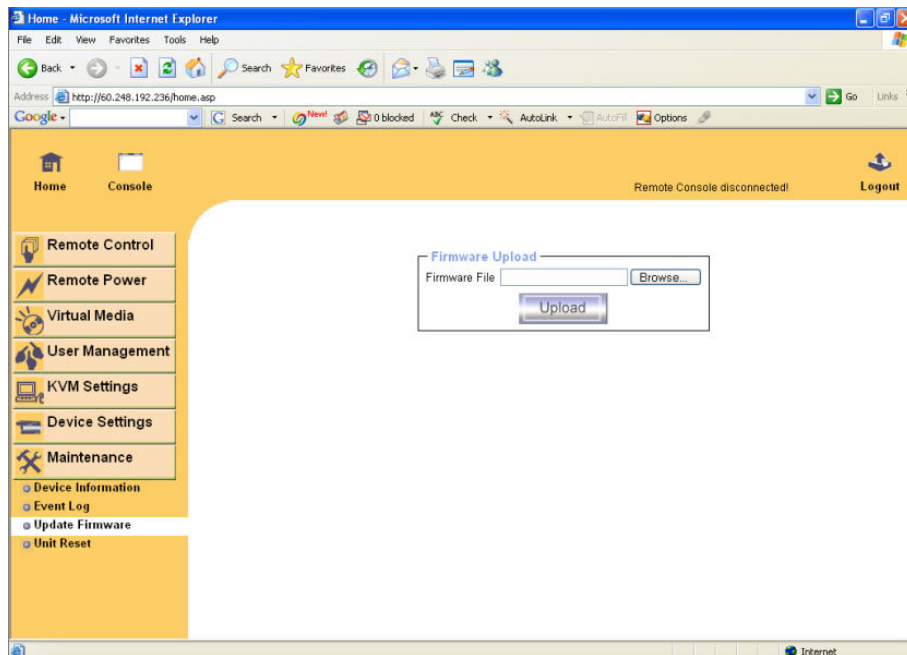 Home - Microsoft Internet Explorer
File Edit View Favorites Tools Help
Back Search Favorites
Address http://60.248.192.236/home.asp Go Links
Google Search New! 0 blocked ABC Check AutoLink AutoFill Options
Home Console Remote Console disconnected! Logout
Remote Control
Remote Power
Virtual Media
User Management
KVM Settings
Device Settings
Maintenance
Device Information
Event Log
Update Firmware
Unit Reset
Firmware Upload
Firmware File Browse...
Upload
Internet